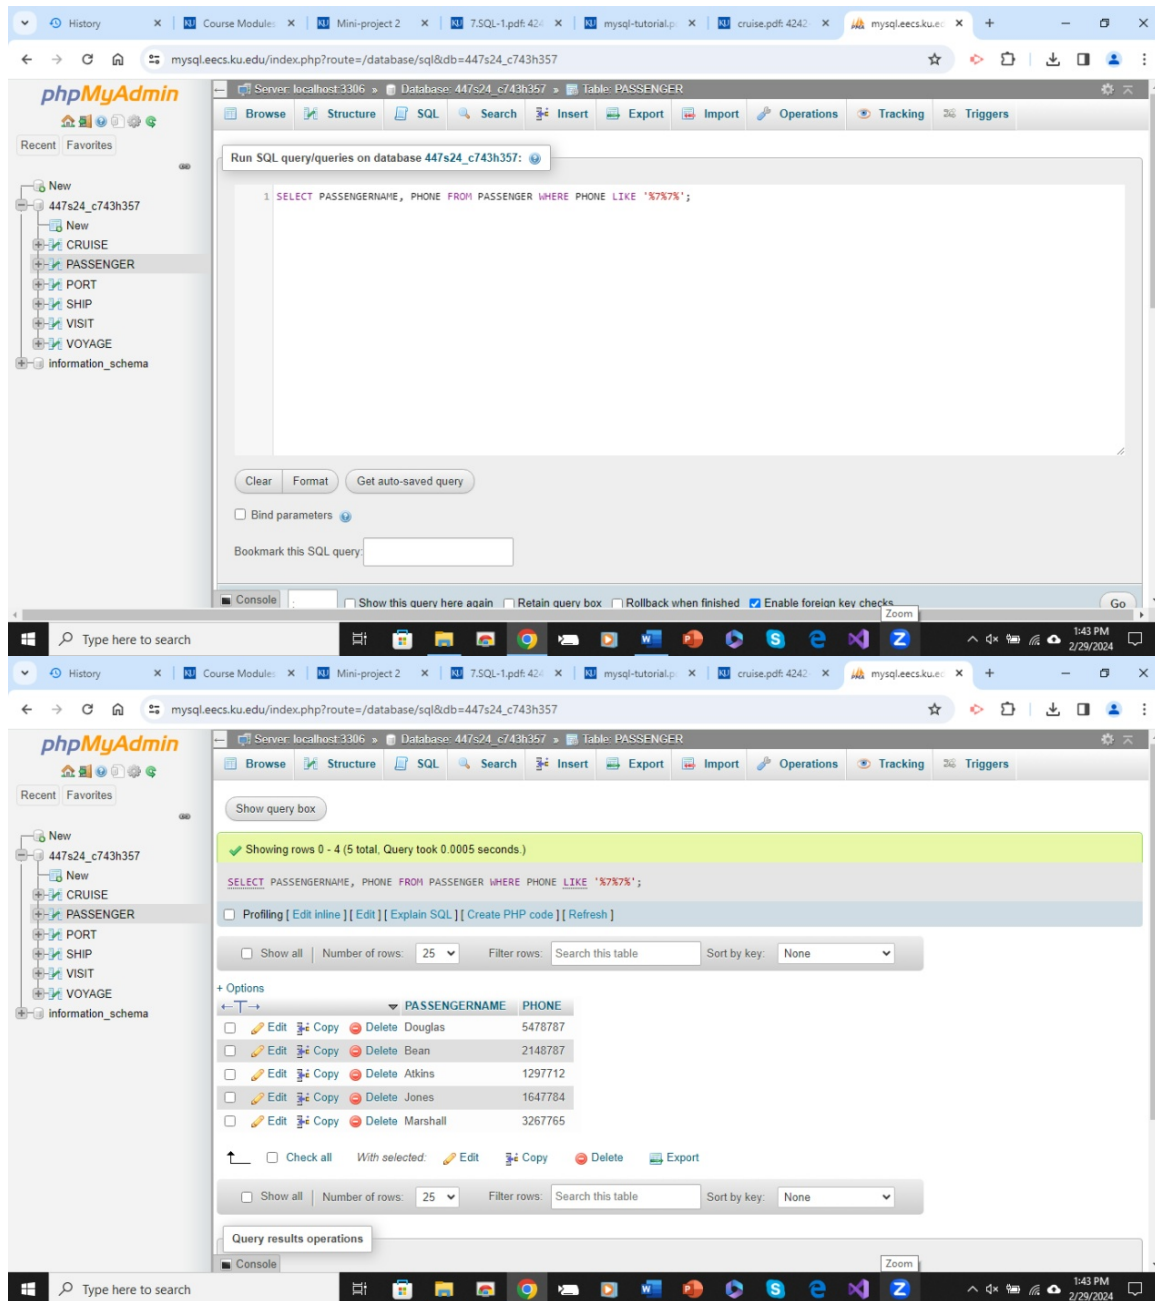 History
Course Modules
Mini-project 2
7.SQL-1.pdf: 424
mysql-tutorial.p
cruise.pdf: 4242
mysql.eecs.ku.ed
mysql.eecs.ku.edu/index.php?route=/database/sql&db=447s24_c743h357
phpMyAdmin
Server: localhost:3306 » Database: 447s24_c743h357 » Table: PASSENGER
Browse Structure SQL Search Insert Export Import Operations Tracking Triggers
Recent Favorites
Run SQL query/queries on database 447s24_c743h357:
New
447s24_c743h357
New
CRUISE
PASSENGER
PORT
SHIP
VISIT
VOYAGE
information_schema
1 SELECT PASSENGERNAME, PHONE FROM PASSENGER WHERE PHONE LIKE '%7%7%';
Clear Format Get auto-saved query
Bind parameters
Bookmark this SQL query:
Console
Show this query here again Retain query box Rollback when finished Enable foreign key checks Go
Zoom
Type here to search
1:43 PM
2/29/2024
History
Course Modules
Mini-project 2
7.SQL-1.pdf: 424
mysql-tutorial.p
cruise.pdf: 4242
mysql.eecs.ku.ed
mysql.eecs.ku.edu/index.php?route=/database/sql&db=447s24_c743h357
phpMyAdmin
Server: localhost:3306 » Database: 447s24_c743h357 » Table: PASSENGER
Browse Structure SQL Search Insert Export Import Operations Tracking Triggers
Recent Favorites
New
447s24_c743h357
New
CRUISE
PASSENGER
PORT
SHIP
VISIT
VOYAGE
information_schema
Show query box
Showing rows 0 - 4 (5 total, Query took 0.0005 seconds.)
SELECT PASSENGERNAME, PHONE FROM PASSENGER WHERE PHONE LIKE '%7%7%';
Profiling [ Edit inline ] [ Edit ] [ Explain SQL ] [ Create PHP code ] [ Refresh ]
Show all Number of rows: 25 Filter rows: Search this table Sort by key: None
+ Options
PASSENGERNAME PHONE
Edit Copy Delete Douglas 5478787
Edit Copy Delete Bean 2148787
Edit Copy Delete Atkins 1297712
Edit Copy Delete Jones 1647784
Edit Copy Delete Marshall 3267765
Check all With selected: Edit Copy Delete Export
Show all Number of rows: 25 Filter rows: Search this table Sort by key: None
Query results operations
Console
Zoom
Type here to search
1:43 PM
2/29/2024